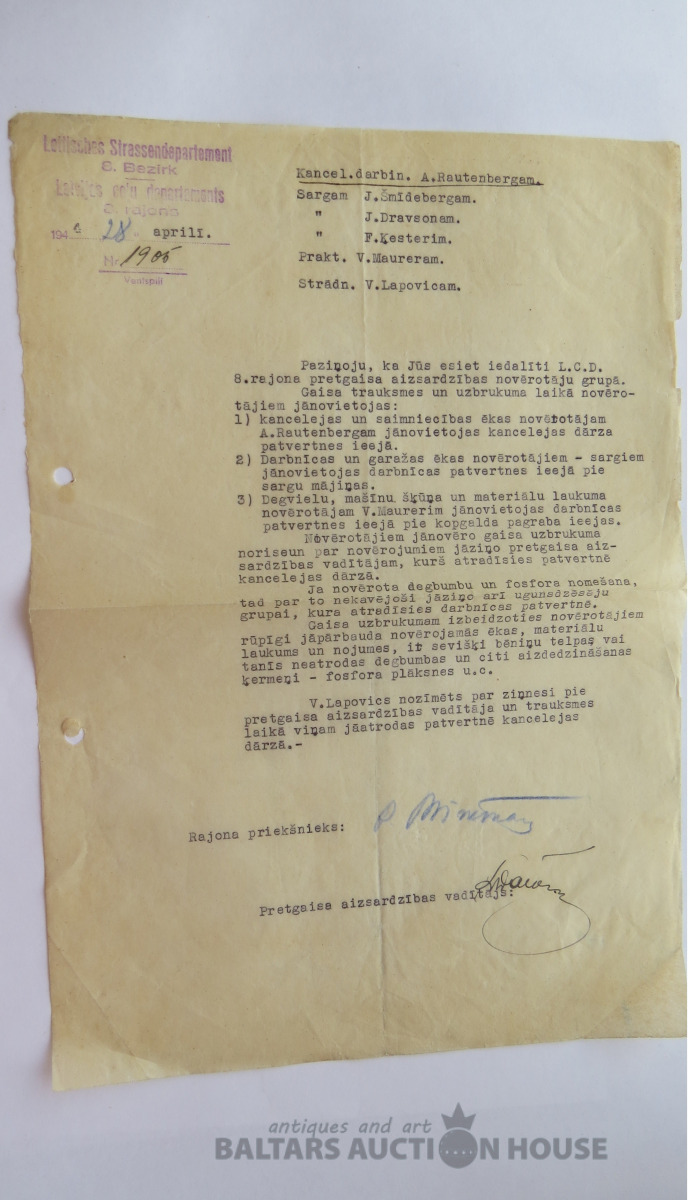 Lettisches Strassendepartement
8. Bezirk
Latvijas ceļu departaments
8. rajons
194 28 aprilī.
Nr. 1905
Ventspilī
Kancel.darbin. A.Rautenbergam.
Sargam J.Šmīdebergam.
" J.Dravsonam.
" F.Ķesterim.
Prakt. V.Maureram.
Strādn. V.Lapovicam.
Paziņoju, ka Jūs esiet iedalīti L.C.D.
8.rajona pretgaisa aizsardzības novērotāju grupā.
Gaisa trauksmes un uzbrukuma laikā novēro-
tājiem jānovietojas:
1) kancelejas un saimniecības ēkas novērotājam
A.Rautenbergam jānovietojas kancelejas dārza
patvertnes ieejā.
2) Darbnīcas un garažas ēkas novērotājiem - sargiem
jānovietojas darbnīcas patvertnes ieejā pie
sargu mājiņas.
3) Degvielu, mašīnu šķūņa un materiālu laukuma
novērotājam V.Maurerim jānovietojas darbnīcas
patvertnes ieejā pie kopgalda pagraba ieejas.
Novērotājiem jānovēro gaisa uzbrukuma
noriseun par novērojumiem jāziņo pretgaisa aiz-
sardzības vadītājam, kurš atradīsies patvertnē
kancelejas dārzā.
Ja novērota degbumbu un fosfora nomešana,
tad par to nekavējoši jāziņo arī ugunsdzēsēju
grupai, kura atradīsies darbnīcas patvertnē.
Gaisa uzbrukumam izbeidzoties novērotājiem
rūpīgi jāpārbauda novērojamās ēkas, materiālu
laukums un nojumes, it sevišķi bēniņu telpas vai
tanīs neatrodas degbumbas un citi aizdedzināšanas
ķermeņi - fosfora plāksnes u.c.
V.Lapovics nozīmēts par ziņnesi pie
pretgaisa aizsardzības vadītāja un trauksmes
laikā viņam jāatrodas patvertnē kancelejas
dārzā.-
Rajona priekšnieks:
Pretgaisa aizsardzības vadītājs:
antiques and art
BALTARS AUCTION HOUSE